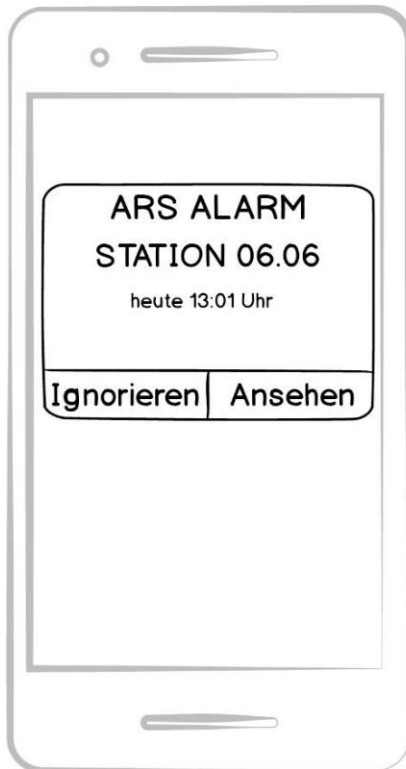 ARS ALARM
STATION 06.06
heute 13:01 Uhr
Ignorieren Ansehen